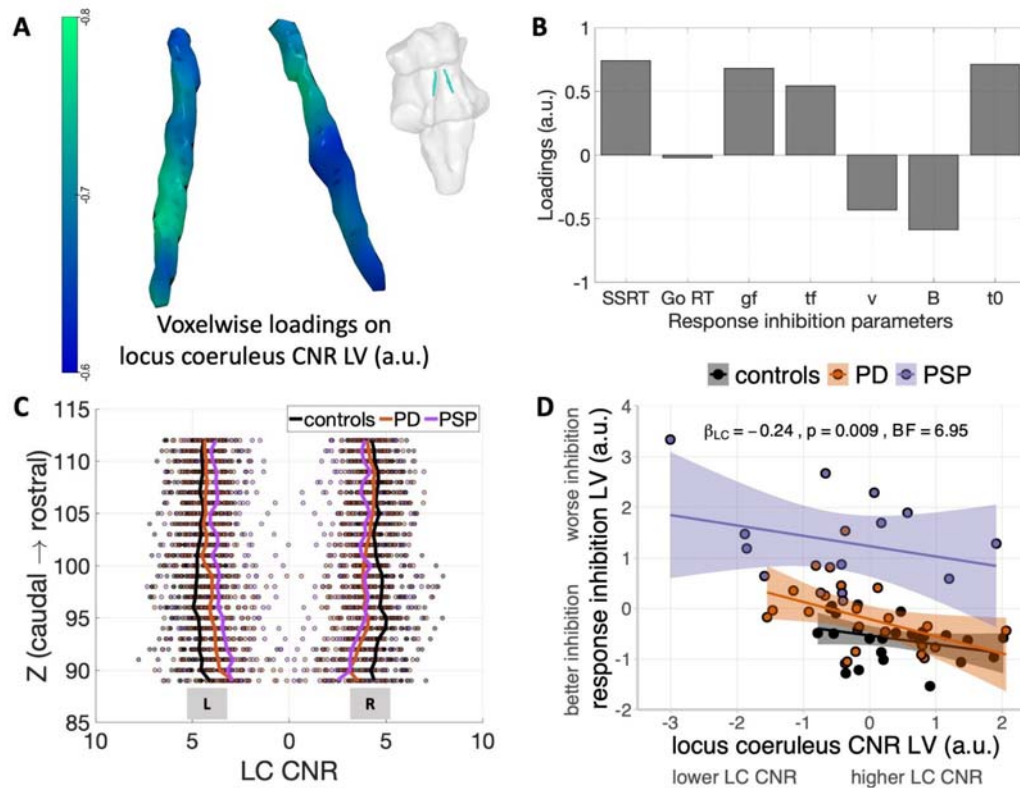 A
-0.8
-0.7
-0.6
Voxelwise loadings on
locus coeruleus CNR LV (a.u.)
B
Loadings (a.u.)
1
0.5
0
-0.5
-1
SSRT Go RT gf tf v B t0
Response inhibition parameters
C
controls PD PSP
Z (caudal → rostral)
115
110
105
100
95
90
85
L R
10 5 0 5 10
LC CNR
controls PD PSP
D
β_LC = −0.24 , p = 0.009 , BF = 6.95
worse inhibition
better inhibition
response inhibition LV (a.u.)
4
3
2
1
0
-1
-2
-3 -2 -1 0 1 2
locus coeruleus CNR LV (a.u.)
lower LC CNR higher LC CNR